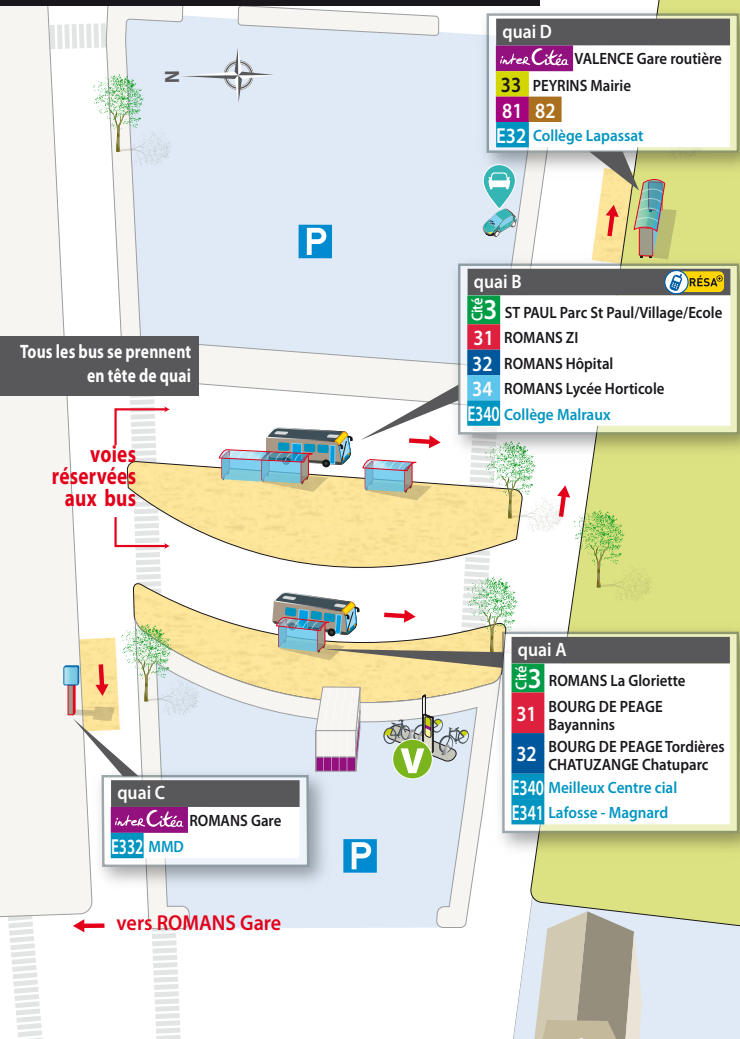 quai D
interCitéa VALENCE Gare routière
33 PEYRINS Mairie
81 82
E32 Collège Lapassat
N
P
quai B RÉSA
Cité 3 ST PAUL Parc St Paul/Village/Ecole
31 ROMANS ZI
32 ROMANS Hôpital
34 ROMANS Lycée Horticole
E340 Collège Malraux
Tous les bus se prennent
en tête de quai
voies
réservées
aux bus
quai A
Cité 3 ROMANS La Gloriette
31 BOURG DE PEAGE
Bayannins
32 BOURG DE PEAGE Tordières
CHATUZANGE Chatuparc
E340 Meilleux Centre cial
E341 Lafosse - Magnard
V
quai C
interCitéa ROMANS Gare
E332 MMD
P
vers ROMANS Gare